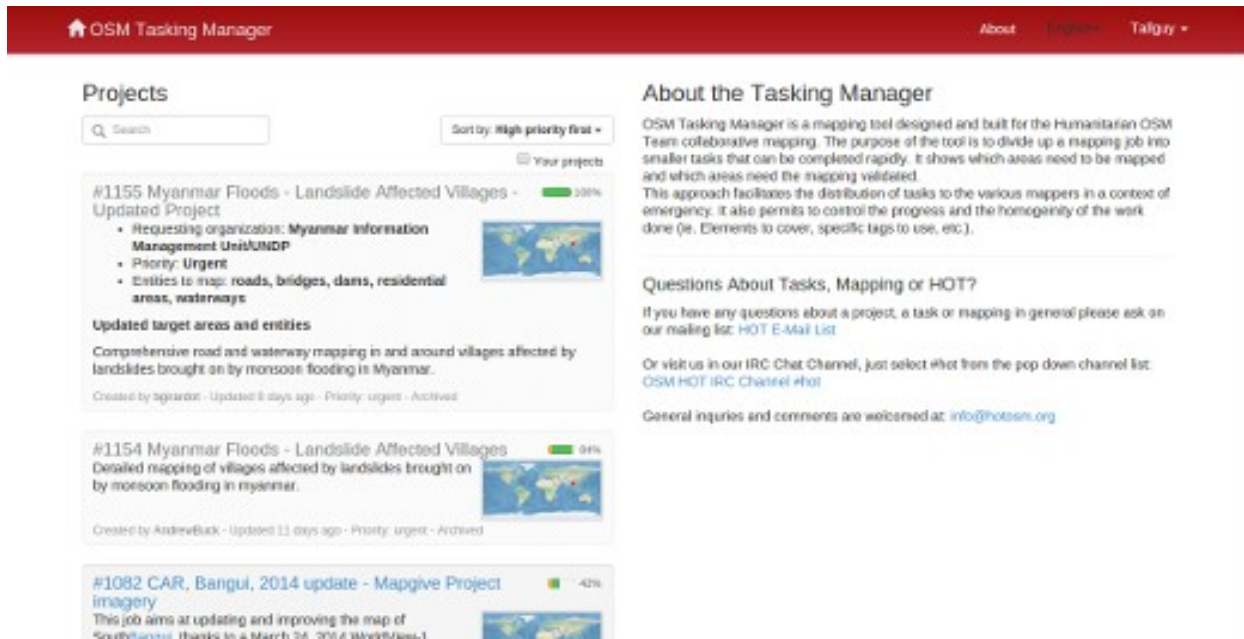 OSM Tasking Manager
About
Tallguy
Projects
Search
Sort by: High priority first
Your projects
#1155 Myanmar Floods - Landslide Affected Villages -
Updated Project
100%
Requesting organization: Myanmar Information
Management Unit/UNDP
Priority: Urgent
Entities to map: roads, bridges, dams, residential
areas, waterways
Updated target areas and entities
Comprehensive road and waterway mapping in and around villages affected by
landslides brought on by monsoon flooding in Myanmar.
Created by - Updated 8 days ago - Priority: urgent - Archived
#1154 Myanmar Floods - Landslide Affected Villages
Detailed mapping of villages affected by landslides brought on
by monsoon flooding in myanmar.
Created by AndrewBuck - Updated 11 days ago - Priority: urgent - Archived
#1082 CAR, Bangui, 2014 update - Mapgive Project
imagery
42%
This job aims at updating and improving the map of
South thanks to a March 24, 2014 WorldView-1
About the Tasking Manager
OSM Tasking Manager is a mapping tool designed and built for the Humanitarian OSM
Team collaborative mapping. The purpose of the tool is to divide up a mapping job into
smaller tasks that can be completed rapidly. It shows which areas need to be mapped
and which areas need the mapping validated.
This approach facilitates the distribution of tasks to the various mappers in a context of
emergency. It also permits to control the progress and the homogeinity of the work
done (ie. Elements to cover, specific tags to use, etc.).
Questions About Tasks, Mapping or HOT?
If you have any questions about a project, a task or mapping in general please ask on
our mailing list: HOT E-Mail List
Or visit us in our IRC Chat Channel, just select #hot from the pop down channel list:
OSM HOT IRC Channel #hot
General inquries and comments are welcomed at: info@hotosm.org